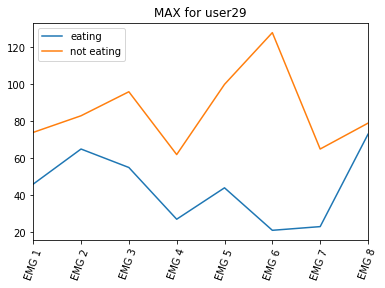 MAX for user29
eating
not eating
120
100
80
60
40
20
EMG 1
EMG 2
EMG 3
EMG 4
EMG 5
EMG 6
EMG 7
EMG 8